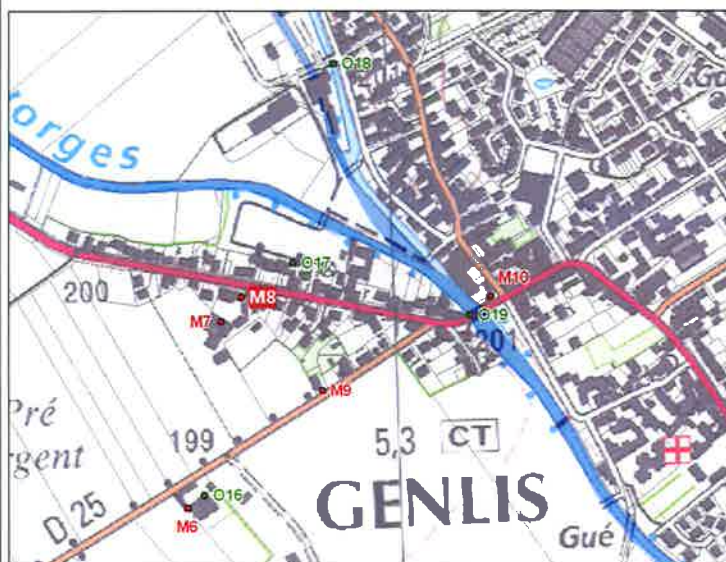 O18
orges
O17
200
M8
M10
M7
O19
201
M9
Pré
rgent
199
5,3
CT
O16
D 25
M6
GENLIS
Gué